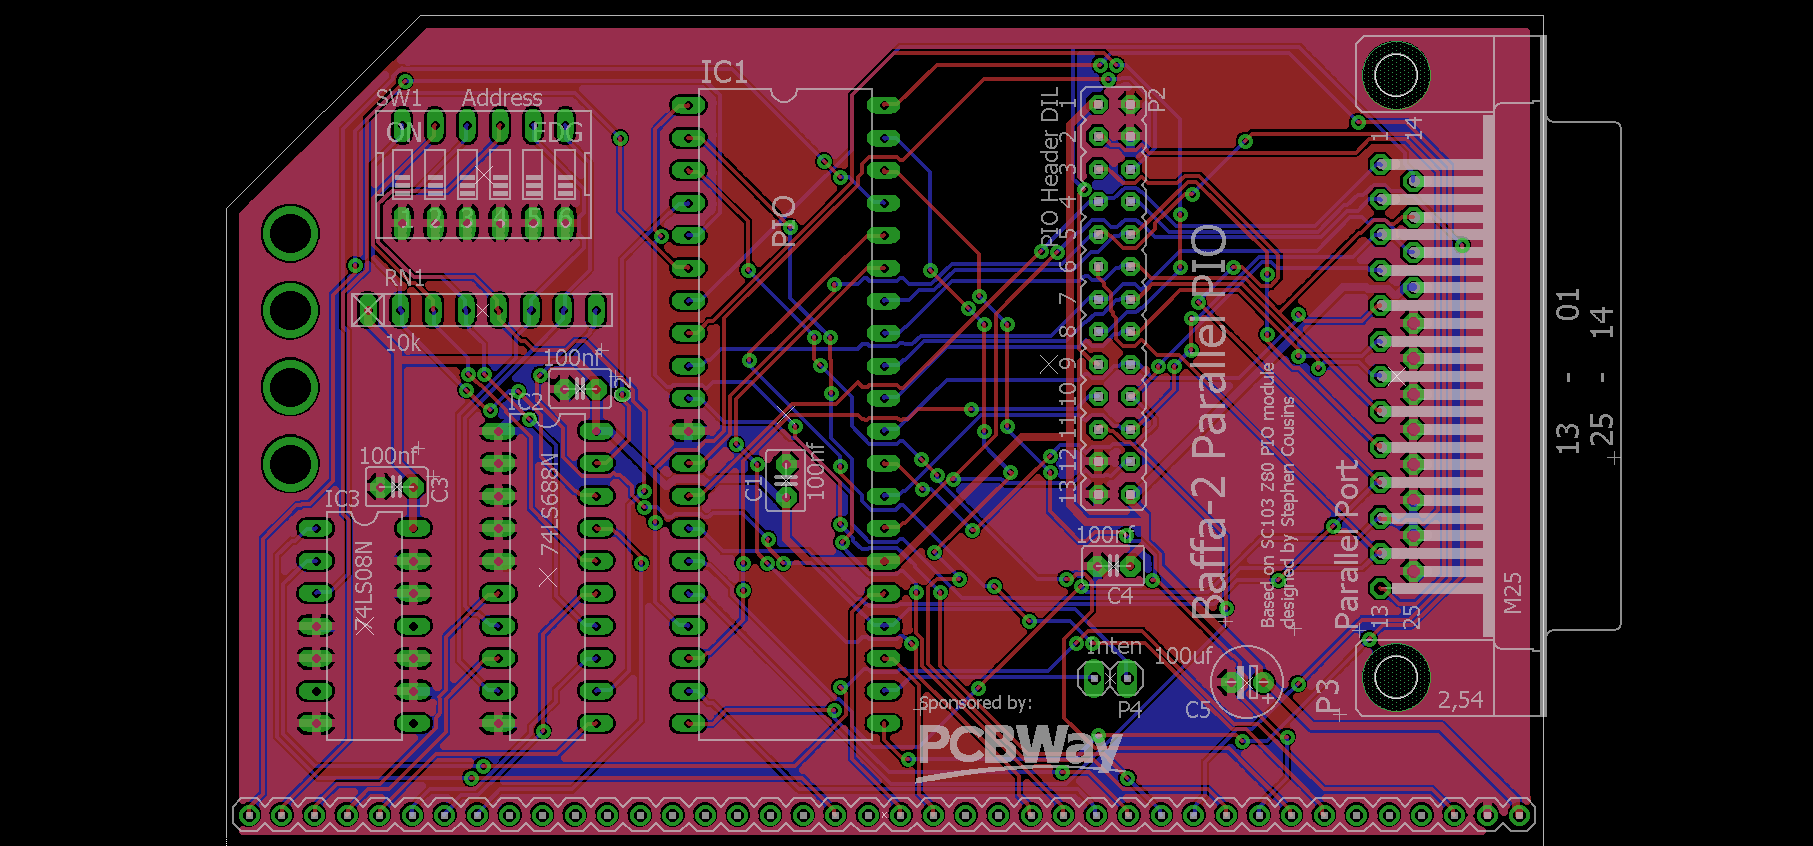 IC1
SW1 Address
ON EDG
1 2 3 4 5 6
RN1
10k
PIO
100nf
C2
IC2
74LS688N
100nf
C3
IC3
74LS08N
C1
100nf
PIO Header DIL
P2
1
2
3
4
5
6
7
8
9
10
11
12
13
100nf
C4
Inten
P4
100uf
C5
+
Sponsored by:
PCBWay
Baffa-2 Parallel PIO
Based on SC103 Z80 PIO module
designed by Stephen Cousins
Parallel Port
P3
1 14
13 25
M25
2,54
13 - 01
25 - 14